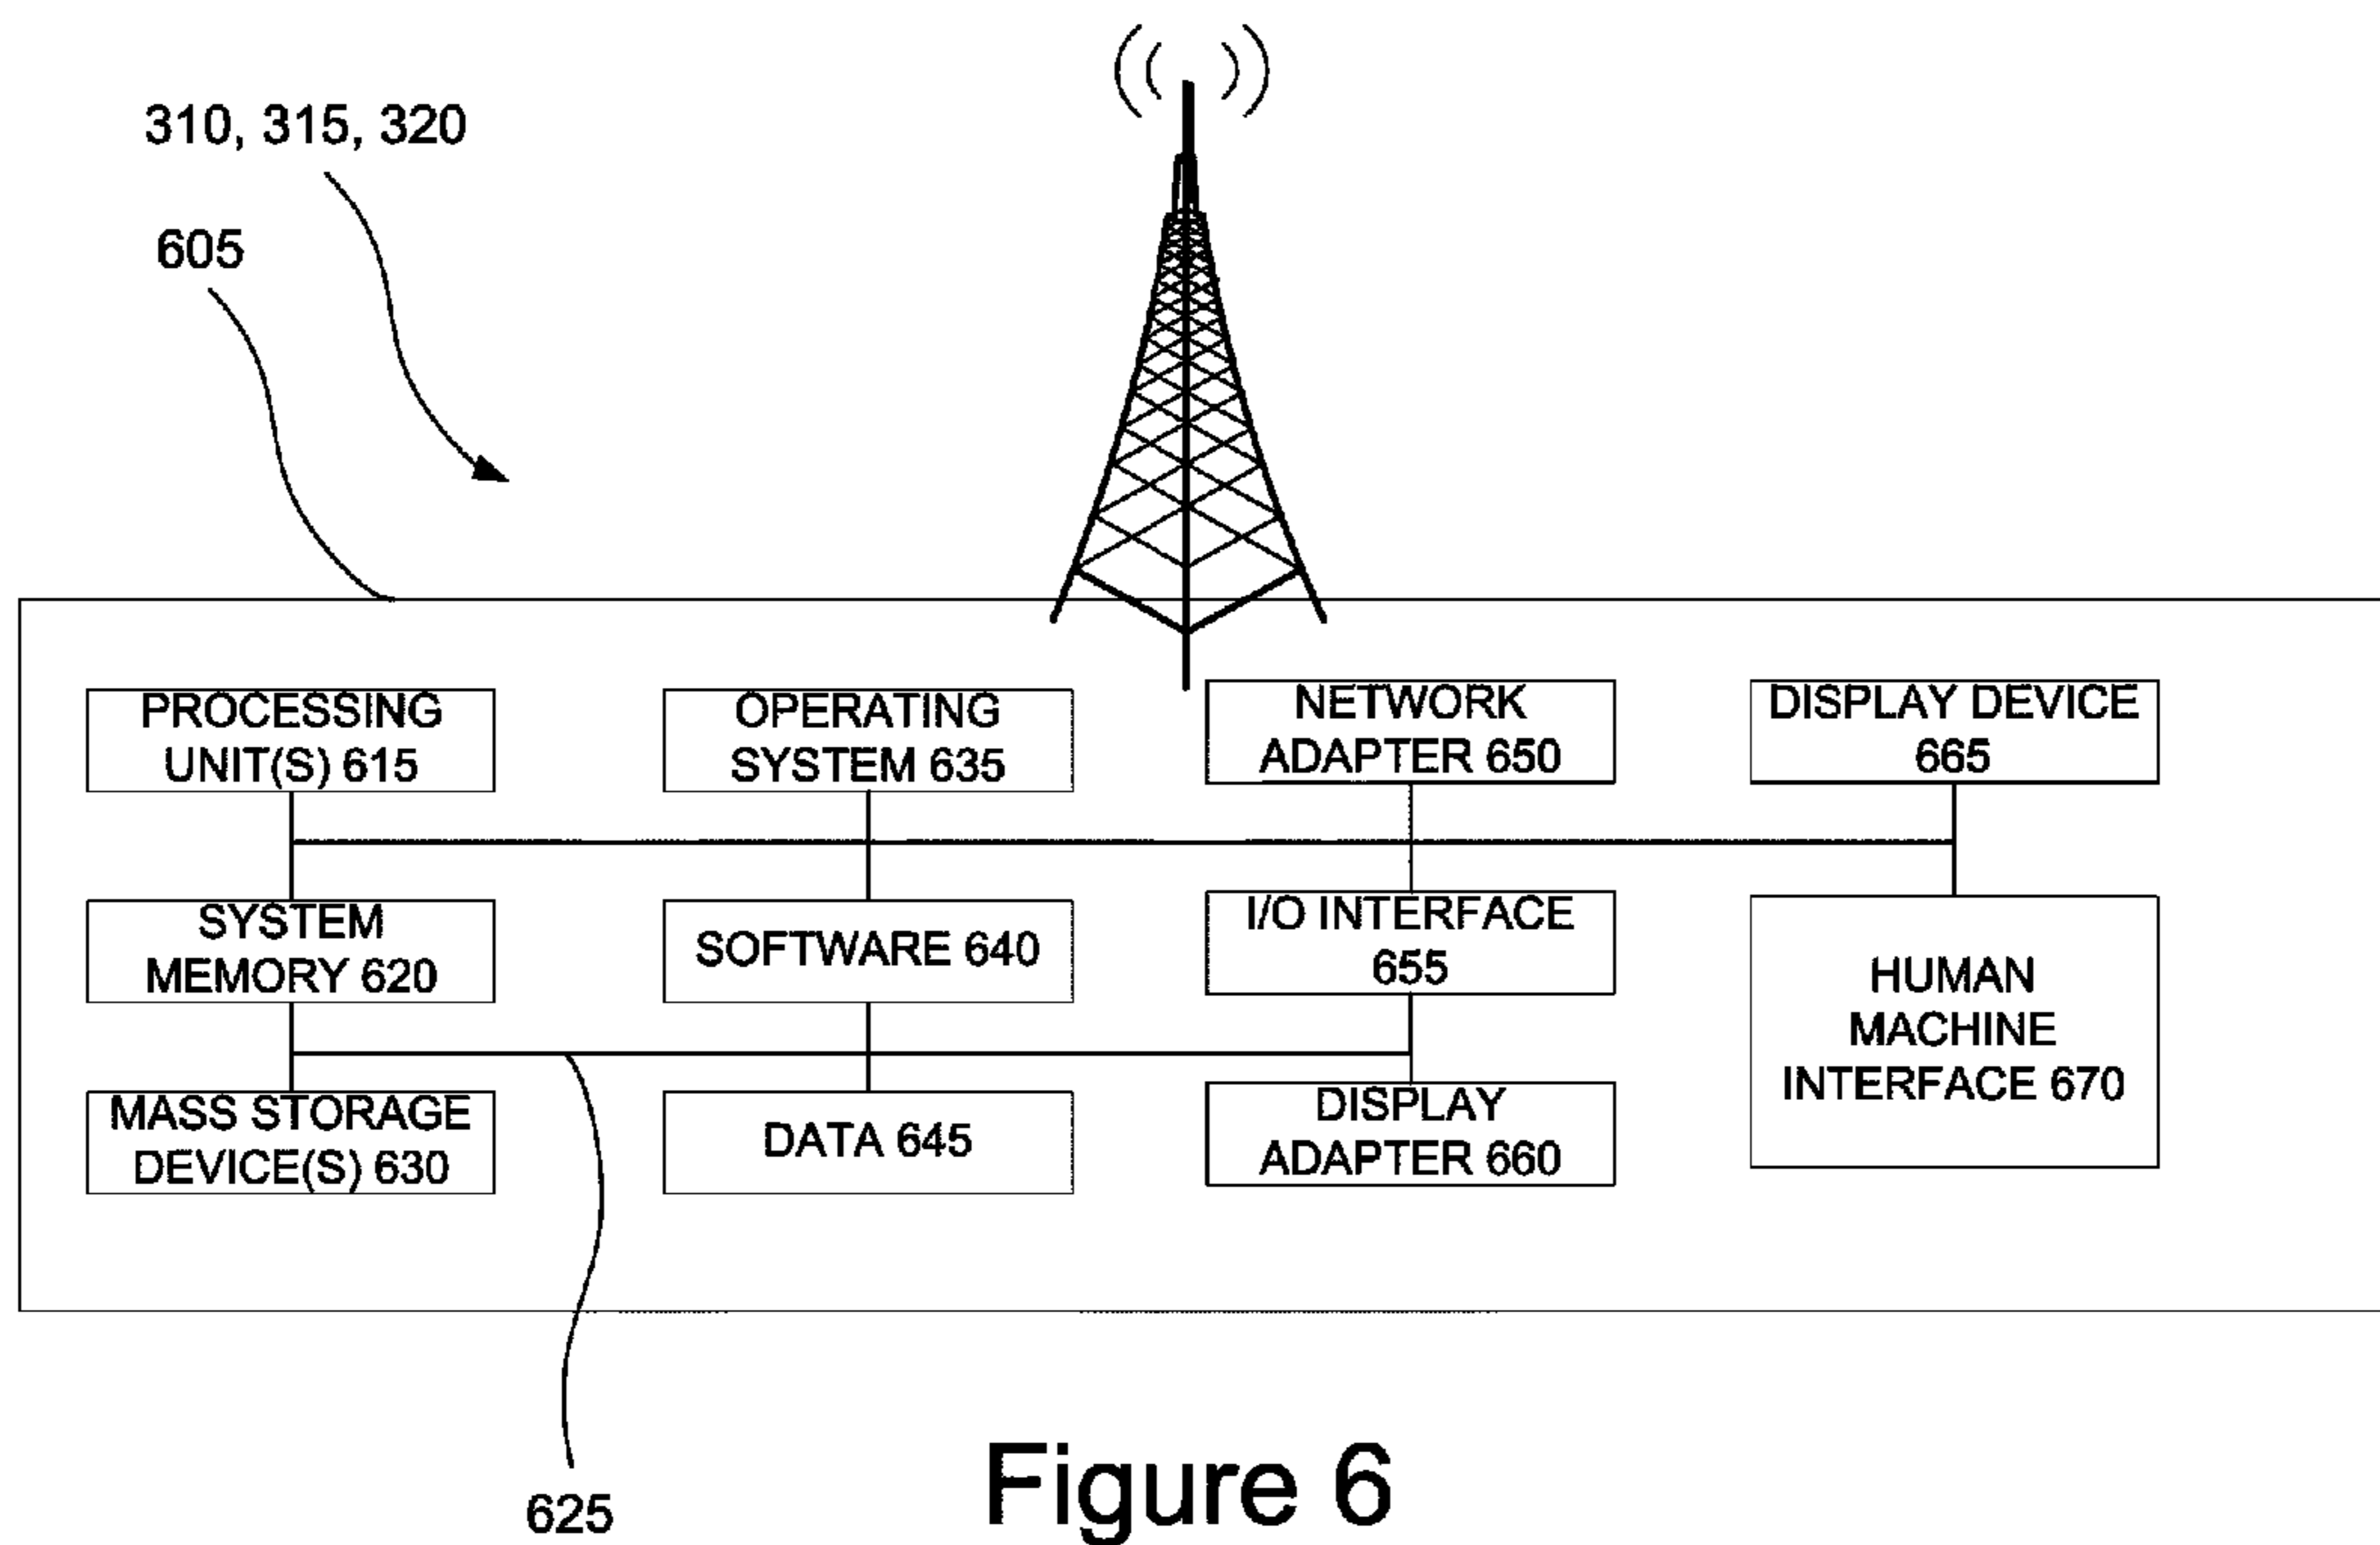 310, 315, 320
605
PROCESSING
UNIT(S) 615
OPERATING
SYSTEM 635
NETWORK
ADAPTER 650
DISPLAY DEVICE
665
SYSTEM
MEMORY 620
SOFTWARE 640
I/O INTERFACE
655
HUMAN
MACHINE
INTERFACE 670
MASS STORAGE
DEVICE(S) 630
DATA 645
DISPLAY
ADAPTER 660
625
Figure 6